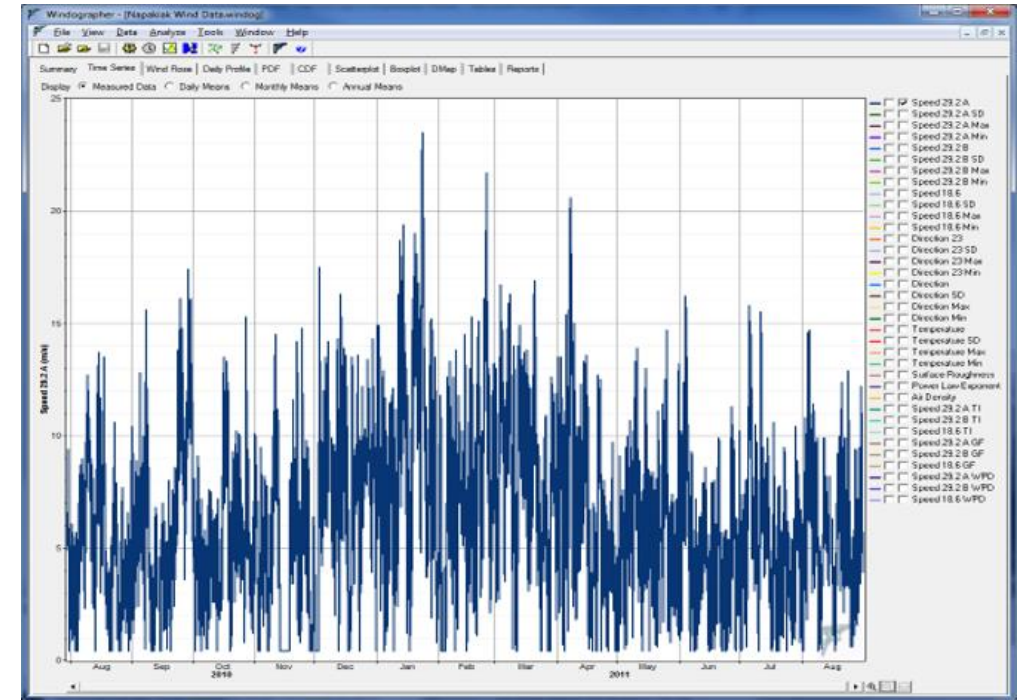 Windographer - [Napakiak Wind Data.windog]
File View Data Analyze Tools Window Help
Summary Time Series Wind Rose Daily Profile PDF CDF Scatterplot Boxplot DMap Tables Reports
Display Measured Data Daily Means Monthly Means Annual Means
25
20
15
10
5
0
Speed 29.2 A (m/s)
Aug Sep Oct Nov Dec Jan Feb Mar Apr May Jun Jul Aug
2010 2011
Speed 29.2 A
Speed 29.2 A SD
Speed 29.2 A Max
Speed 29.2 A Min
Speed 29.2 B
Speed 29.2 B SD
Speed 29.2 B Max
Speed 29.2 B Min
Speed 18.6
Speed 18.6 SD
Speed 18.6 Max
Speed 18.6 Min
Direction 23
Direction 23 SD
Direction 23 Max
Direction 23 Min
Direction
Direction SD
Direction Max
Direction Min
Temperature
Temperature SD
Temperature Max
Temperature Min
Surface Roughness
Power Law Exponent
Air Density
Speed 29.2 A TI
Speed 29.2 B TI
Speed 18.6 TI
Speed 29.2 A GF
Speed 29.2 B GF
Speed 18.6 GF
Speed 29.2 A WPD
Speed 29.2 B WPD
Speed 18.6 WPD